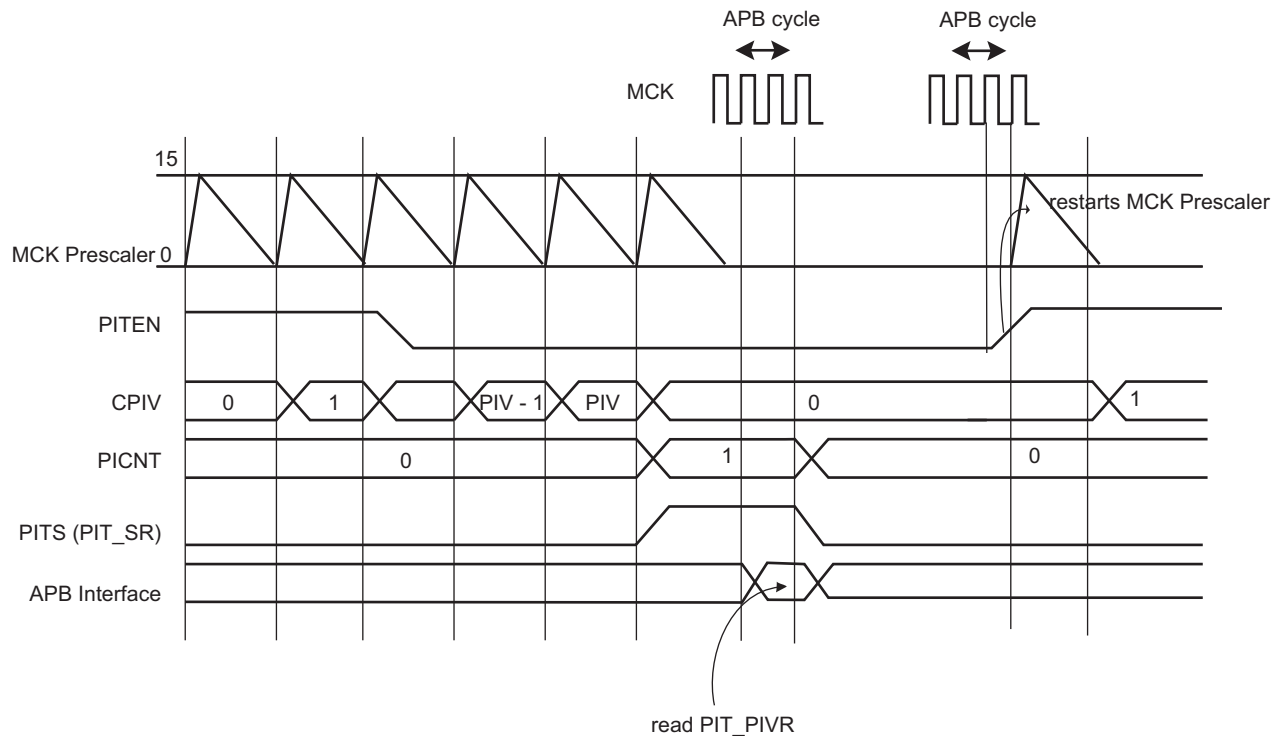 APB cycle APB cycle
MCK
15
restarts MCK Prescaler
MCK Prescaler 0
PITEN
CPIV 0 1 PIV - 1 PIV 0 1
PICNT 0 1 0
PITS (PIT_SR)
APB Interface
read PIT_PIVR